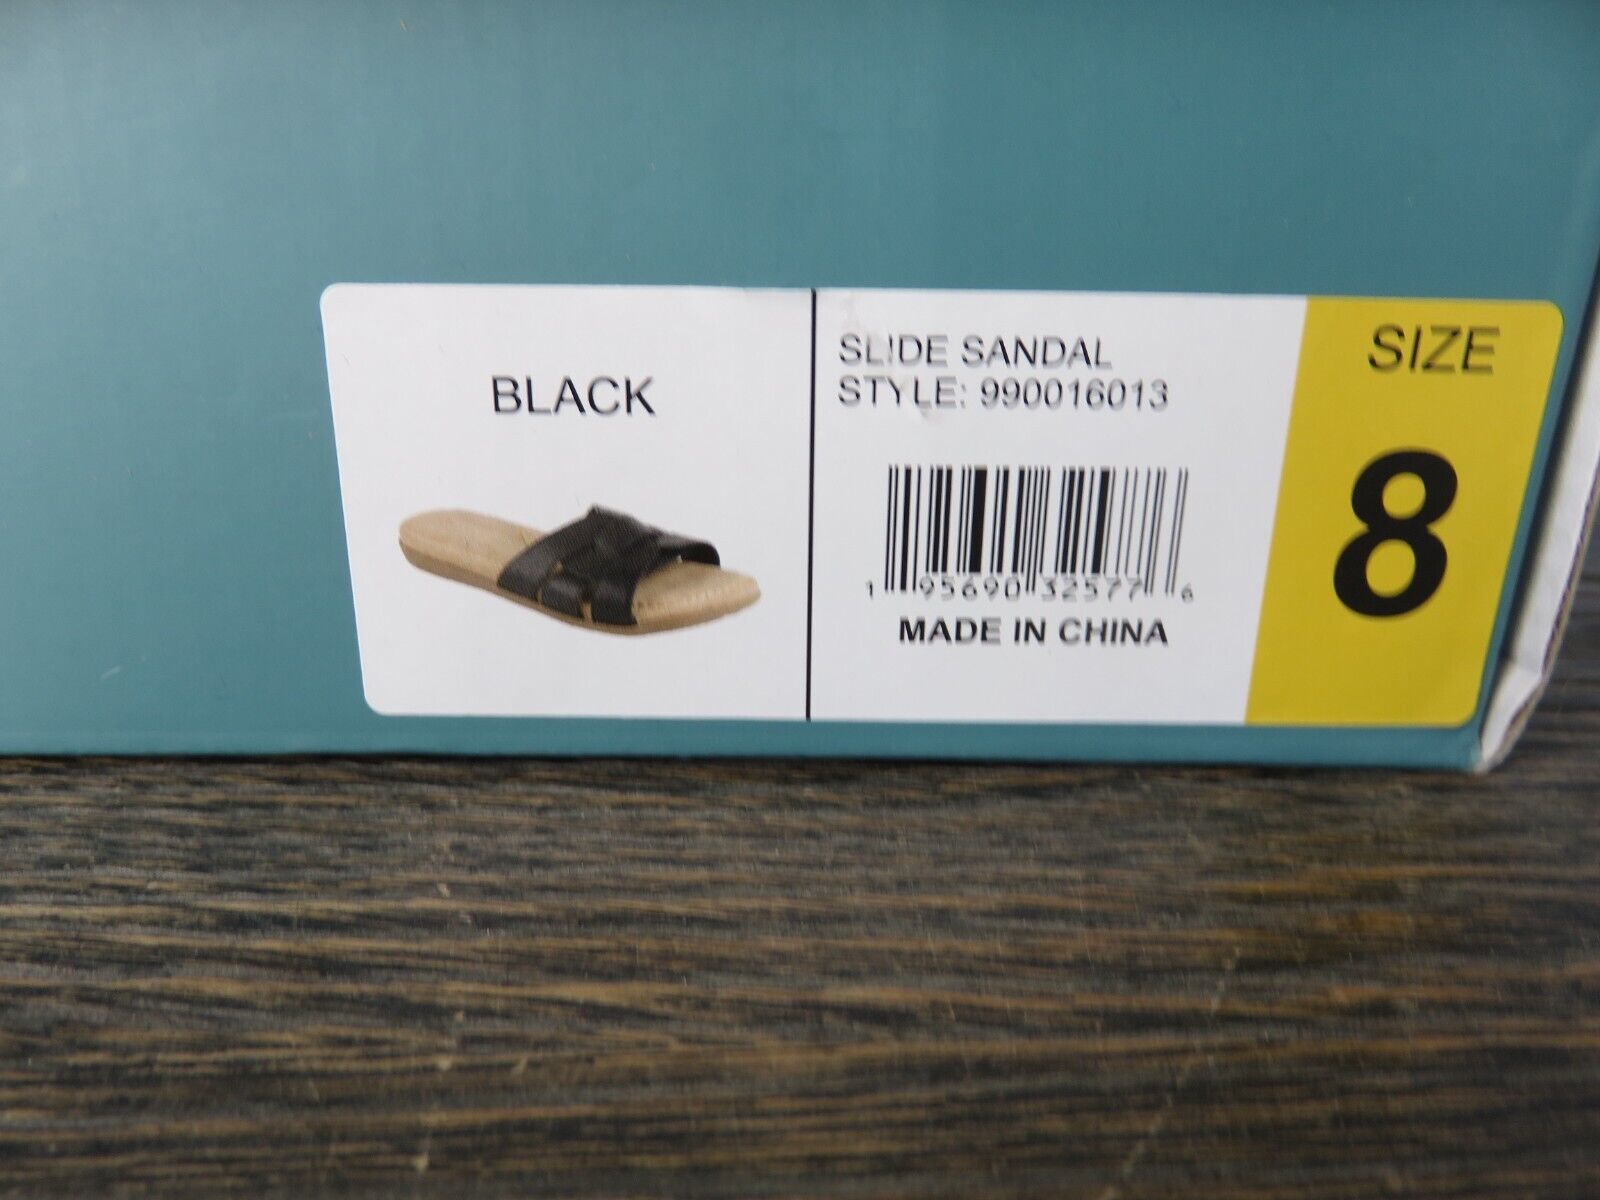 BLACK
SLIDE SANDAL
STYLE: 990016013
1 95690 32577 6
MADE IN CHINA
SIZE
8